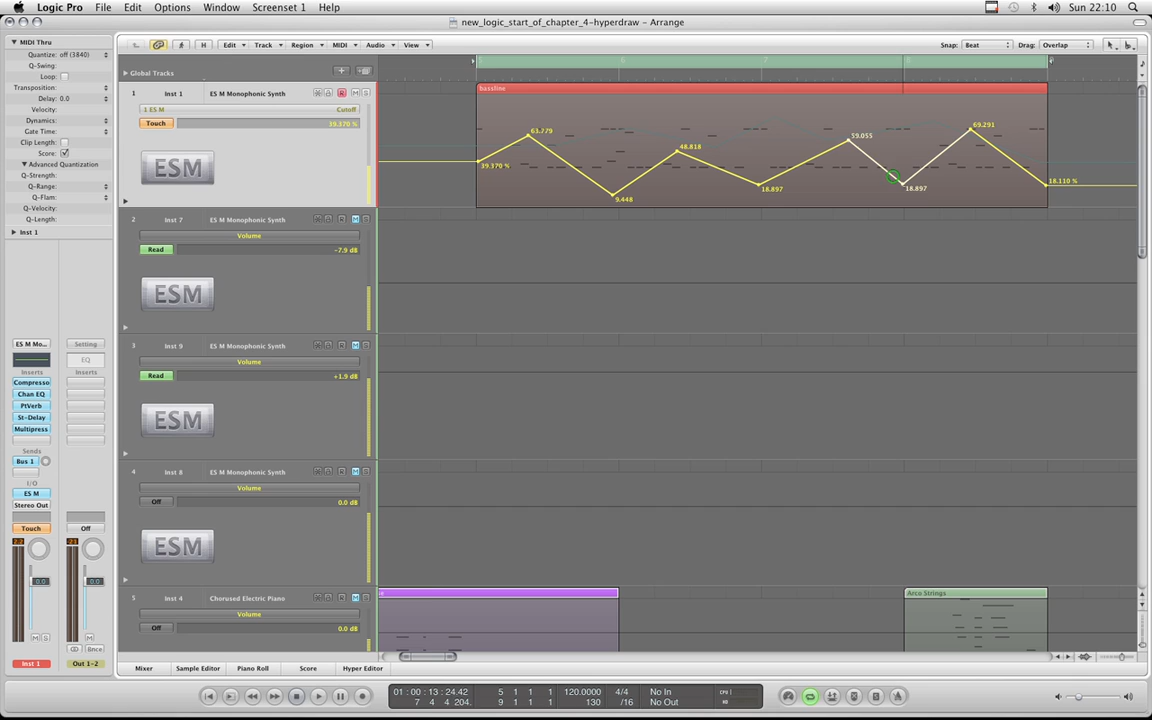 Logic Pro File Edit Options Window Screenset 1 Help Sun 22:10
new_logic_start_of_chapter_4-hyperdraw - Arrange
MIDI Thru
Edit Track Region MIDI Audio View Snap: Beat Drag: Overlap
Quantize: off (3840)
Q-Swing:
Loop:
Transposition:
Delay: 0.0
Velocity:
Dynamics:
Gate Time:
Clip Length:
Score:
Advanced Quantization
Q-Strength:
Q-Range:
Q-Flam:
Q-Velocity:
Q-Length:
Inst 1
Global Tracks
5 6 7 8 9
1 Inst 1 ES M Monophonic Synth R M S
1 ES M Cutoff
Touch 39.370 %
ESM
bassline
39.370 % 63.779 9.448 48.818 18.897 59.055 18.897 69.291 18.110 %
2 Inst 7 ES M Monophonic Synth R M S
Volume
Read -7.9 dB
ESM
3 Inst 9 ES M Monophonic Synth R M S
Volume
Read +1.9 dB
ESM
4 Inst 8 ES M Monophonic Synth R M S
Volume
Off 0.0 dB
ESM
5 Inst 4 Chorused Electric Piano R M S
Volume
Off 0.0 dB
Arco Strings
ES M Mo... Setting
EQ
Inserts Inserts
Compresso
Chan EQ
PtVerb
St-Delay
Multipress
Sends
Bus 1
I/O
ES M
Stereo Out
Touch Off
0.0 0.0
M S M
Bnce
Inst 1 Out 1-2
Mixer Sample Editor Piano Roll Score Hyper Editor
01 : 00 : 13 : 24.42 5 1 1 1 120.0000 4/4 No In CPU
7 4 4 204. 9 1 1 1 130 /16 No Out HD